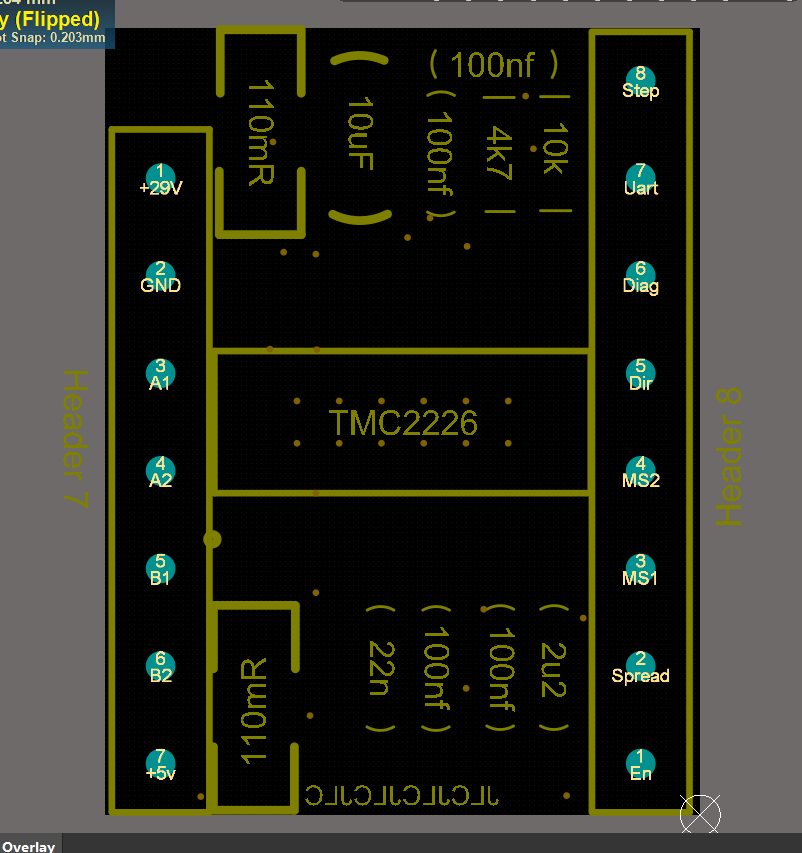 y (Flipped)
ot Snap: 0.203mm
110mR
10uF
(100nf)
(100nf)
4k7
10k
1
+29V
2
GND
3
A1
4
A2
5
B1
6
B2
7
+5v
Header 7
TMC2226
8
Step
7
Uart
6
Diag
5
Dir
4
MS2
3
MS1
2
Spread
1
En
Header 8
110mR
(22n)
(100nf)
(100nf)
(2u2)
JLCJLCJLCJLC
Overlay